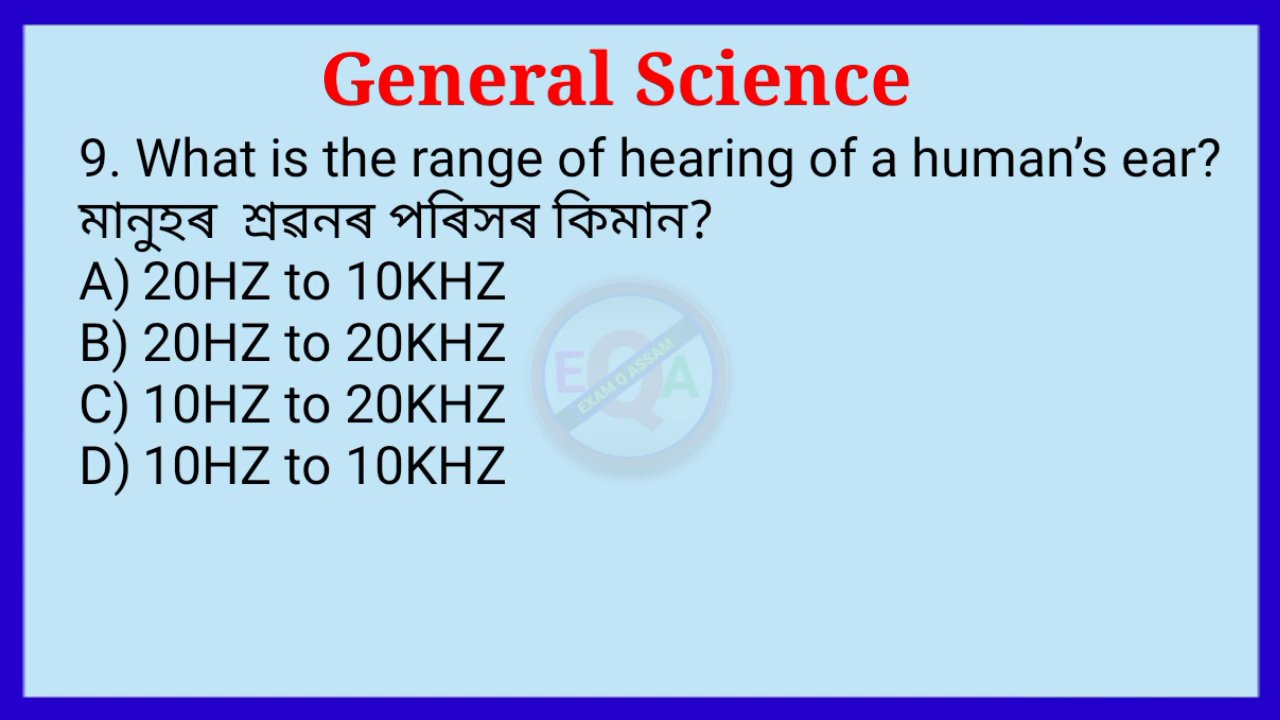 General Science
9. What is the range of hearing of a human’s ear?
মানুহৰ শ্ৰৱনৰ পৰিসৰ কিমান?
A) 20HZ to 10KHZ
B) 20HZ to 20KHZ
C) 10HZ to 20KHZ
D) 10HZ to 10KHZ
EQA
EXAM Q ASSAM